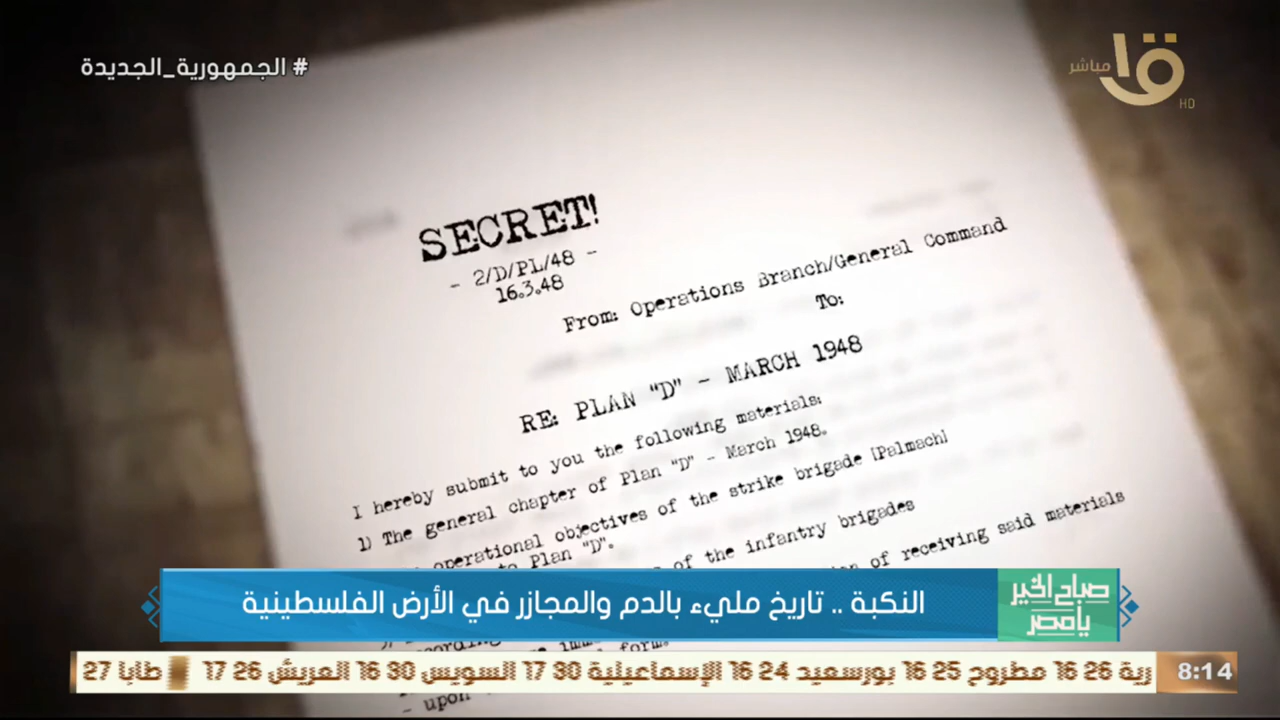 # الجمهورية_الجديدة
مباشر
HD
SECRET!
- 2/D/PL/48 -
16.3.48
From: Operations Branch/General Command
To:
RE: PLAN "D" - MARCH 1948
I hereby submit to you the following materials:
1) The general chapter of Plan "D" - March 1948.
operational objectives of the strike brigade [Palmach]
Plan "D".
of the infantry brigades
of receiving said materials
النكبة .. تاريخ مليء بالدم والمجازر في الأرض الفلسطينية
صباح الخير
يا مصر
form.
رية 26 16 مطروح 25 16 بورسعيد 24 16 الإسماعيلية 30 17 السويس 30 16 العريش 26 17 طابا 27
8:14
- upon